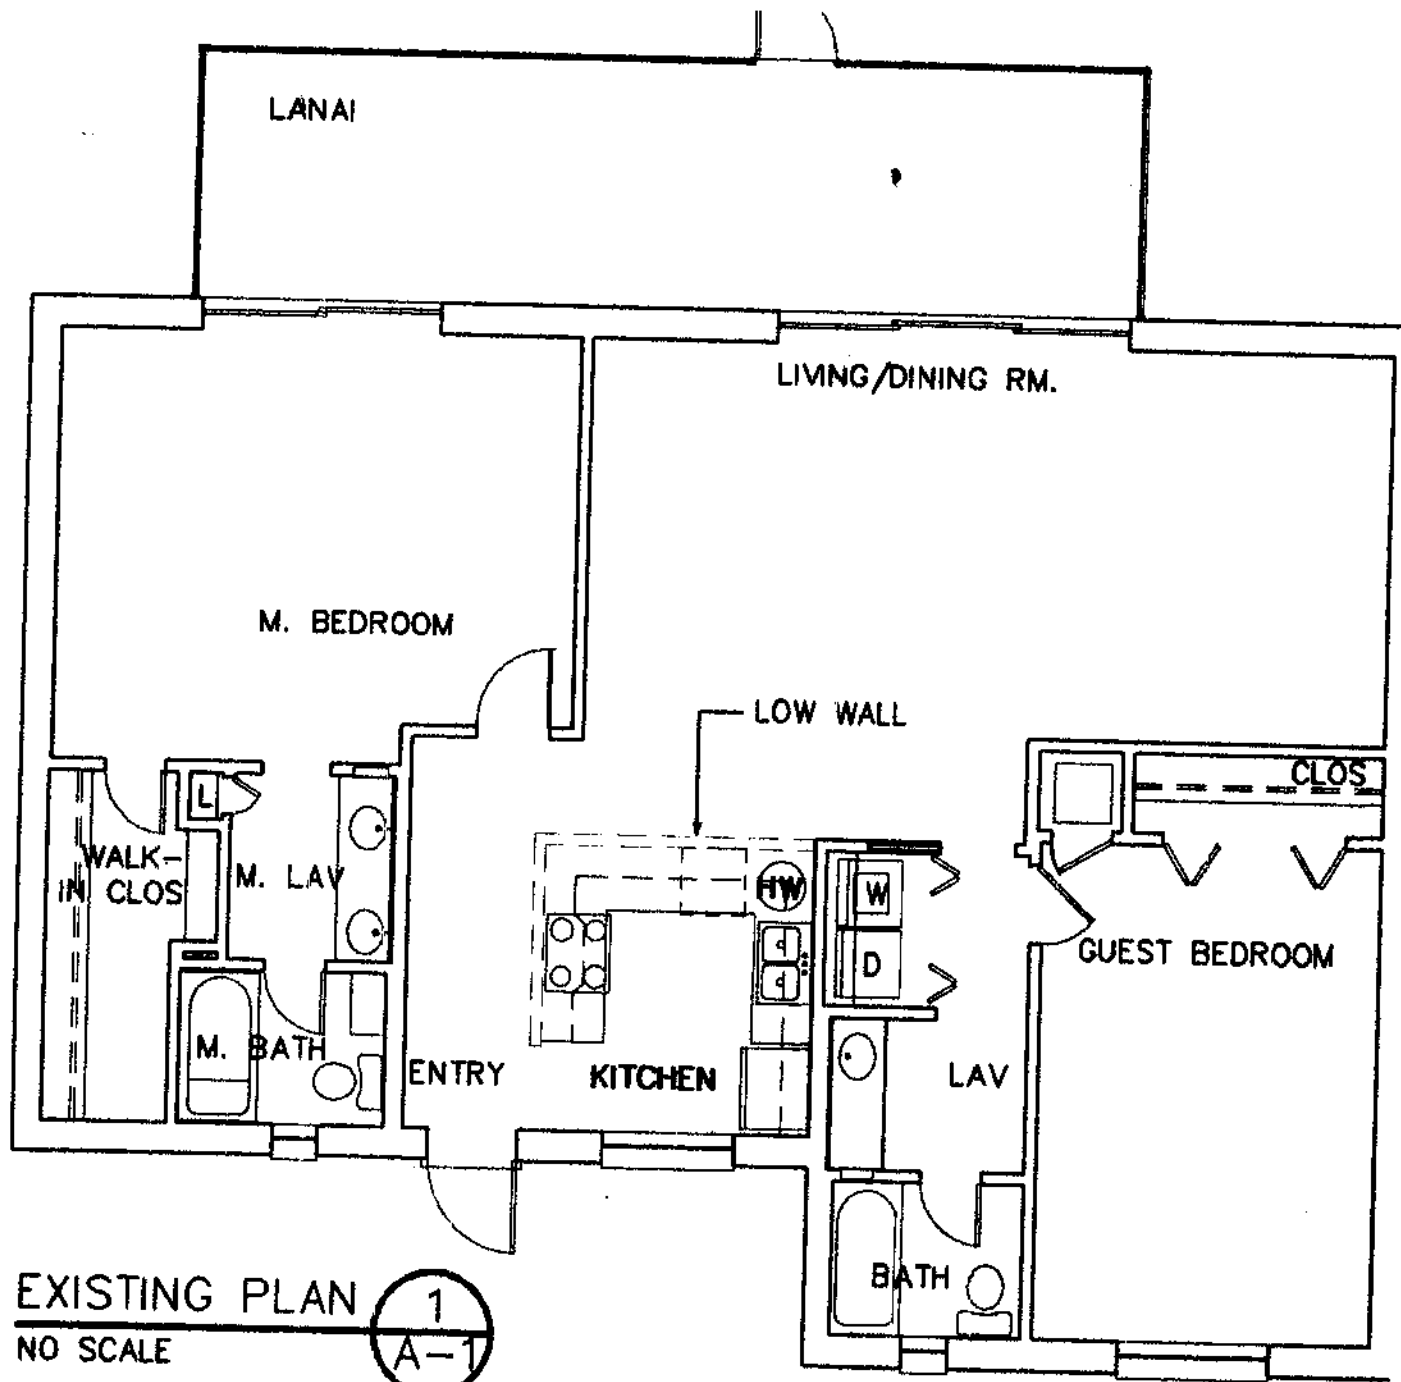 LANAI
LIVING/DINING RM.
M. BEDROOM
LOW WALL
CLOS
L
WALK-
IN CLOS
M. LAV
HW
W
D
GUEST BEDROOM
M. BATH
ENTRY
KITCHEN
LAV
BATH
EXISTING PLAN
1
NO SCALE
A-1